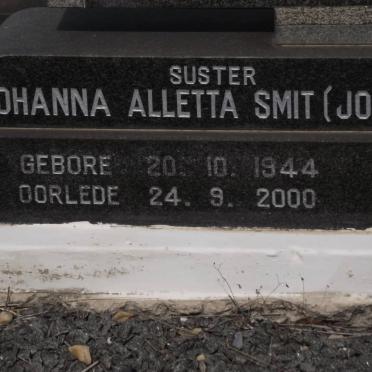 SUSTER
OHANNA ALLETTA SMIT (JO
GEBORE 20. 10. 1944
OORLEDE 24. 9. 2000